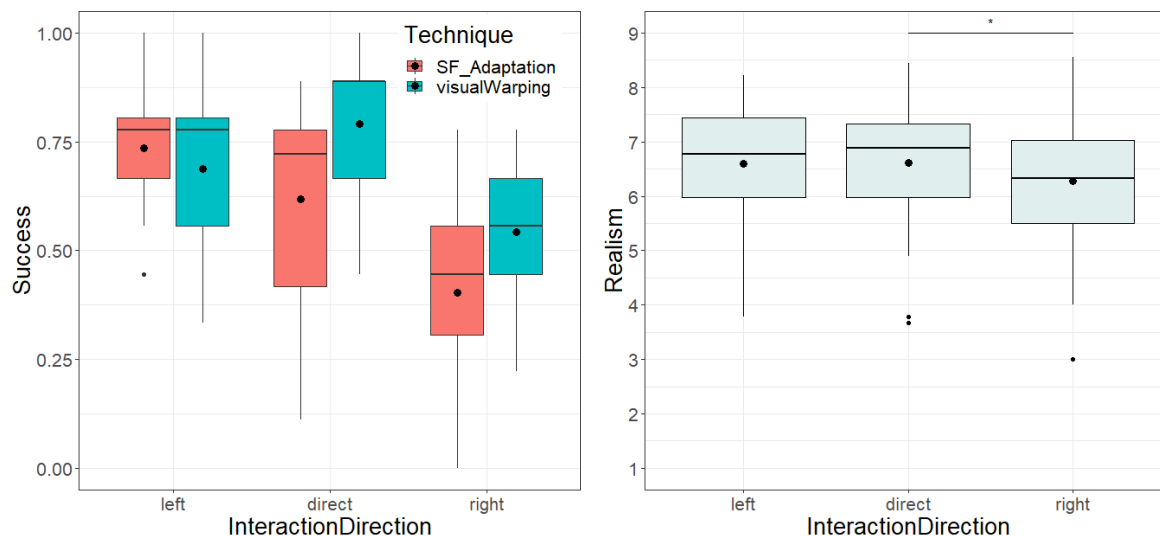 Technique
SF_Adaptation
visualWarping
1.00
0.75
0.50
0.25
0.00
Success
left direct right
InteractionDirection
*
9
8
7
6
5
4
3
2
1
Realism
left direct right
InteractionDirection